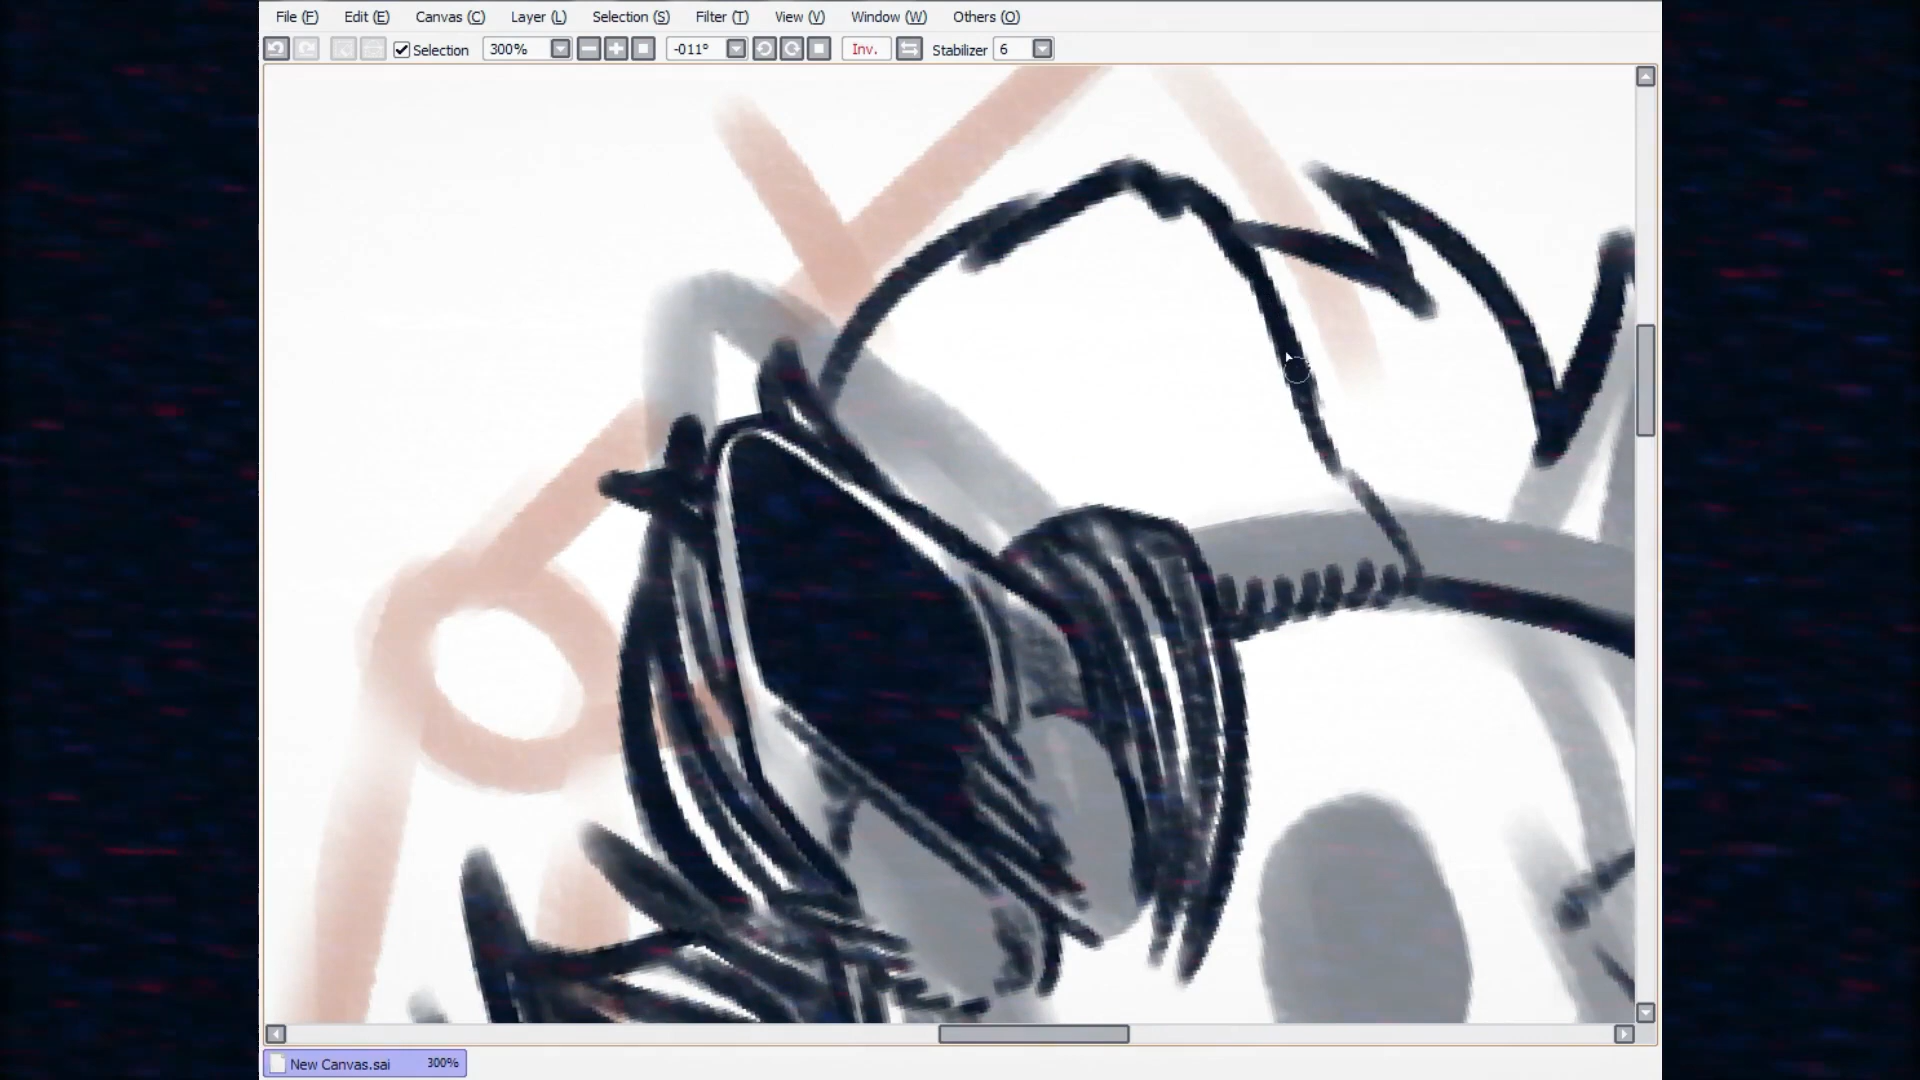 File (F) Edit (E) Canvas (C) Layer (L) Selection (S) Filter (T) View (V) Window (W) Others (O)
Selection 300% -011° Inv. Stabilizer 6
New Canvas.sai 300%